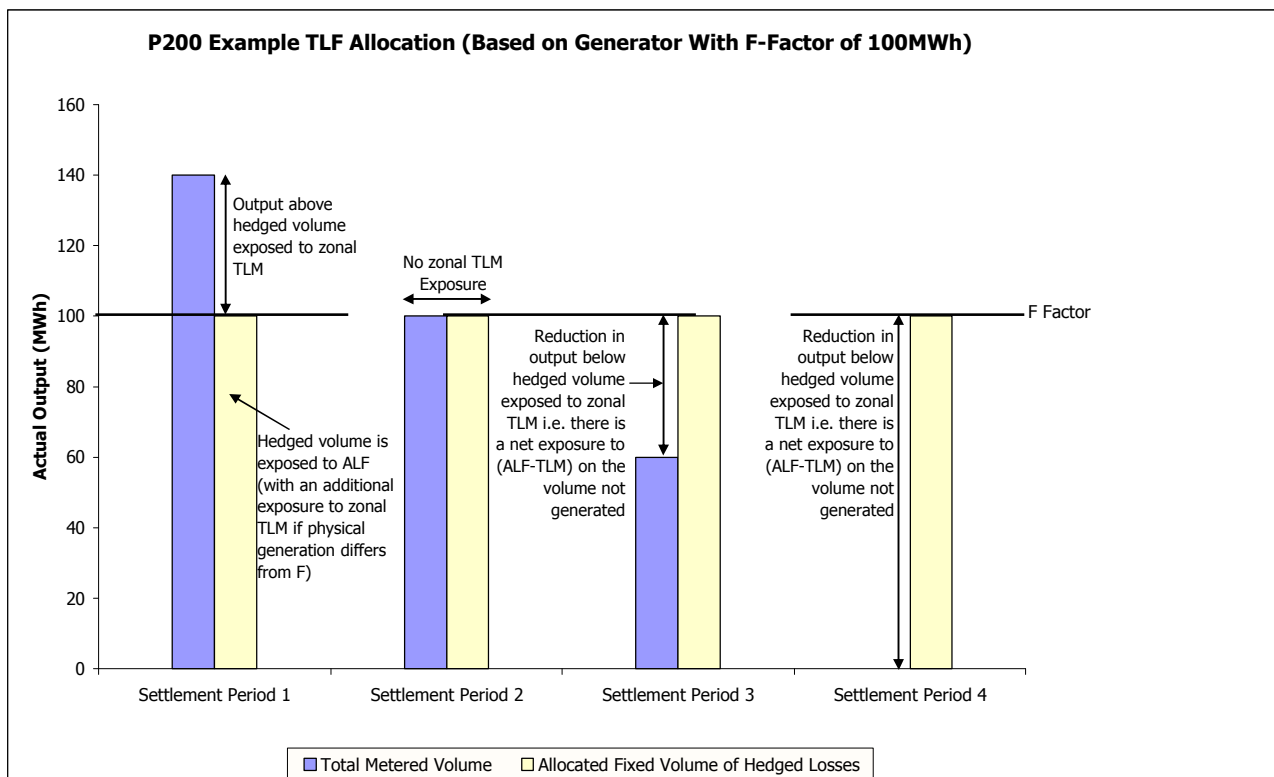 P200 Example TLF Allocation (Based on Generator With F-Factor of 100MWh)
Actual Output (MWh)
160
140
120
100
80
60
40
20
0
Output above
hedged volume
exposed to zonal
TLM
Hedged volume is
exposed to ALF
(with an additional
exposure to zonal
TLM if physical
generation differs
from F)
No zonal TLM
Exposure
Reduction in
output below
hedged volume
exposed to zonal
TLM i.e. there is
a net exposure to
(ALF-TLM) on the
volume not
generated
Reduction in
output below
hedged volume
exposed to zonal
TLM i.e. there is
a net exposure to
(ALF-TLM) on the
volume not
generated
F Factor
Settlement Period 1
Settlement Period 2
Settlement Period 3
Settlement Period 4
Total Metered Volume
Allocated Fixed Volume of Hedged Losses